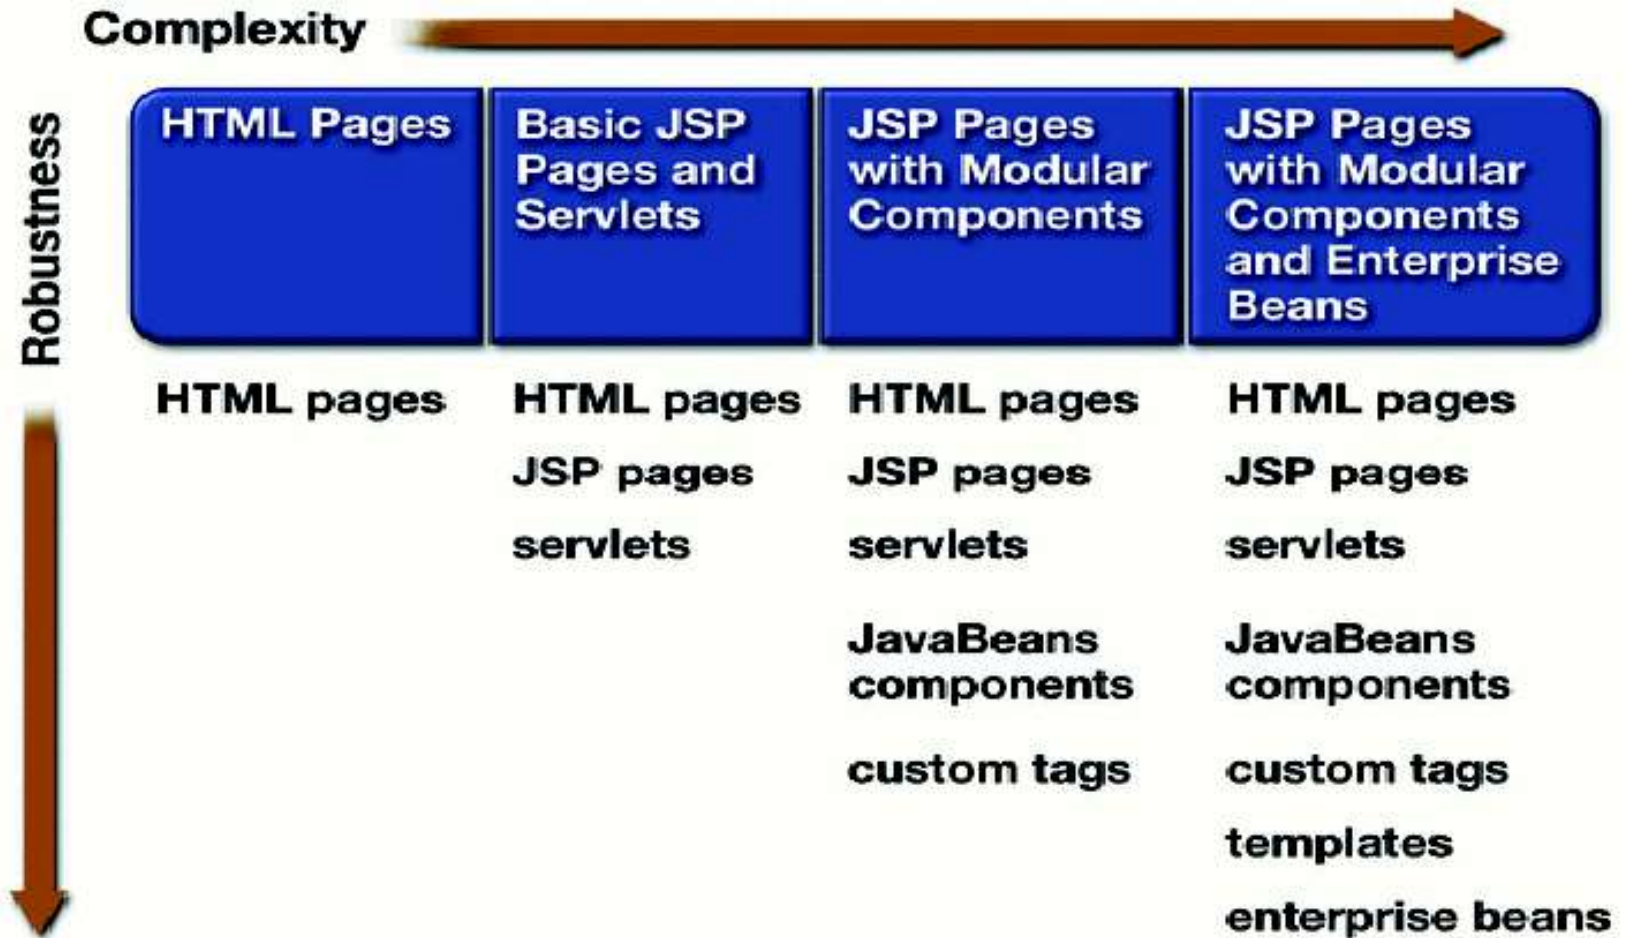 Complexity
Robustness
HTML Pages
Basic JSP
Pages and
Servlets
JSP Pages
with Modular
Components
JSP Pages
with Modular
Components
and Enterprise
Beans
HTML pages
HTML pages
JSP pages
servlets
HTML pages
JSP pages
servlets
JavaBeans
components
custom tags
HTML pages
JSP pages
servlets
JavaBeans
components
custom tags
templates
enterprise beans